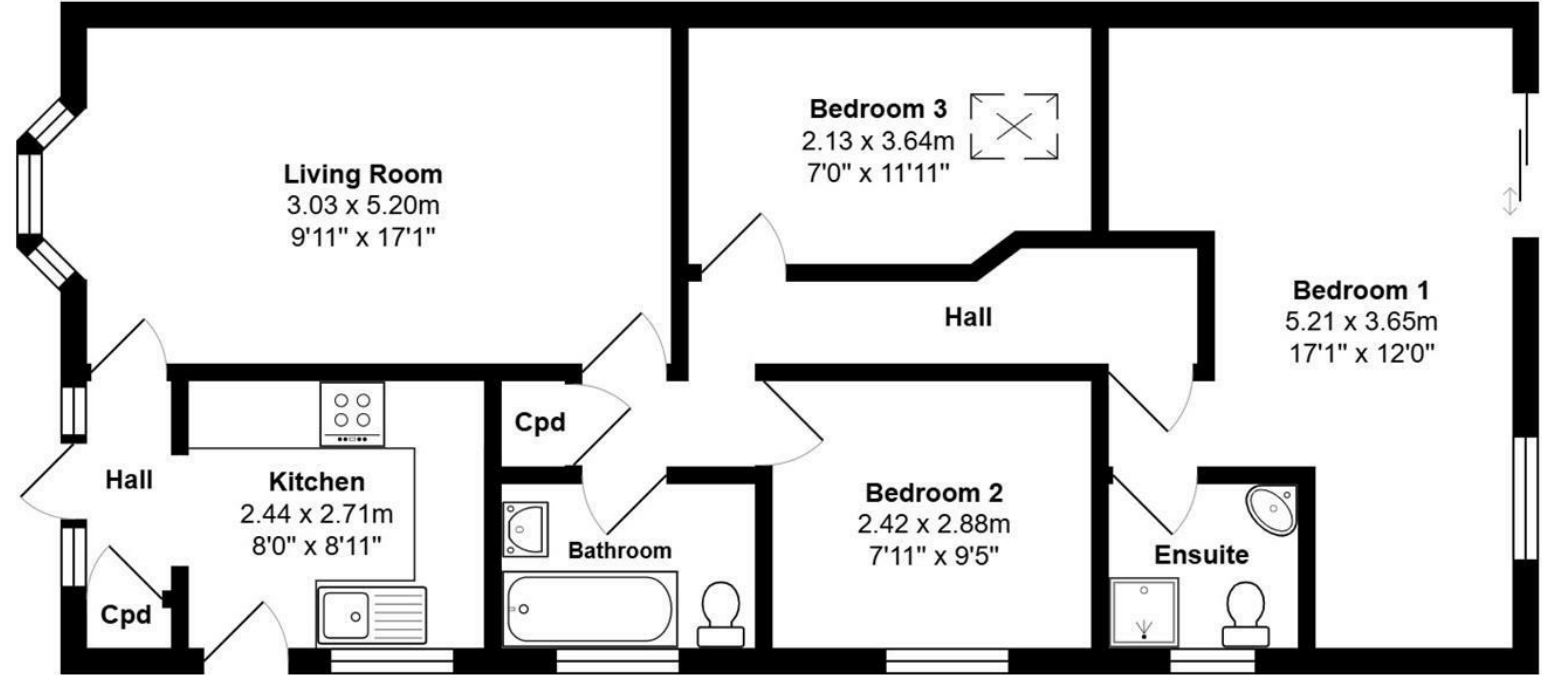 Living Room
3.03 x 5.20m
9'11" x 17'1"
Bedroom 3
2.13 x 3.64m
7'0" x 11'11"
Bedroom 1
5.21 x 3.65m
17'1" x 12'0"
Hall
Cpd
Hall
Kitchen
2.44 x 2.71m
8'0" x 8'11"
Bathroom
Bedroom 2
2.42 x 2.88m
7'11" x 9'5"
Ensuite
Cpd